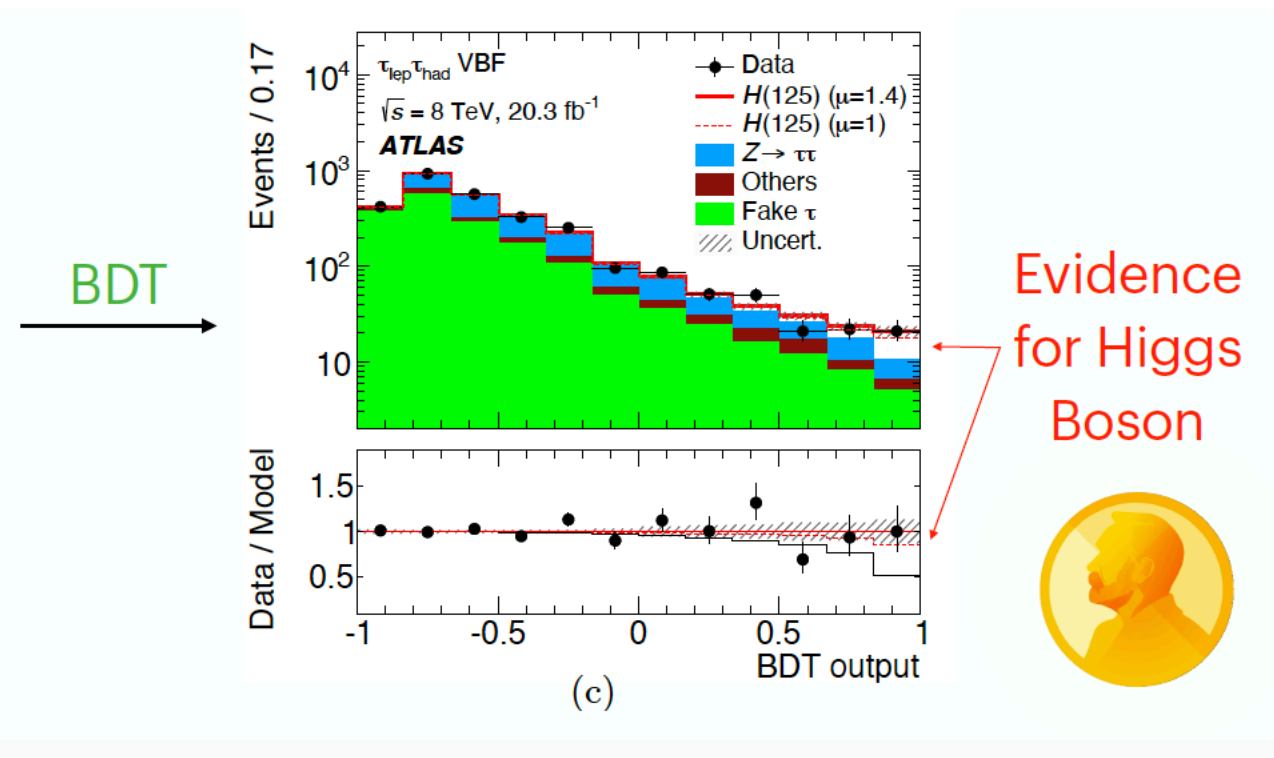 BDT
Events / 0.17
10⁴
10³
10²
10
τ_lep τ_had VBF
√s = 8 TeV, 20.3 fb⁻¹
ATLAS
Data
H(125) (μ=1.4)
H(125) (μ=1)
Z→ ττ
Others
Fake τ
Uncert.
Data / Model
1.5
1
0.5
-1 -0.5 0 0.5 1
BDT output
(c)
Evidence
for Higgs
Boson